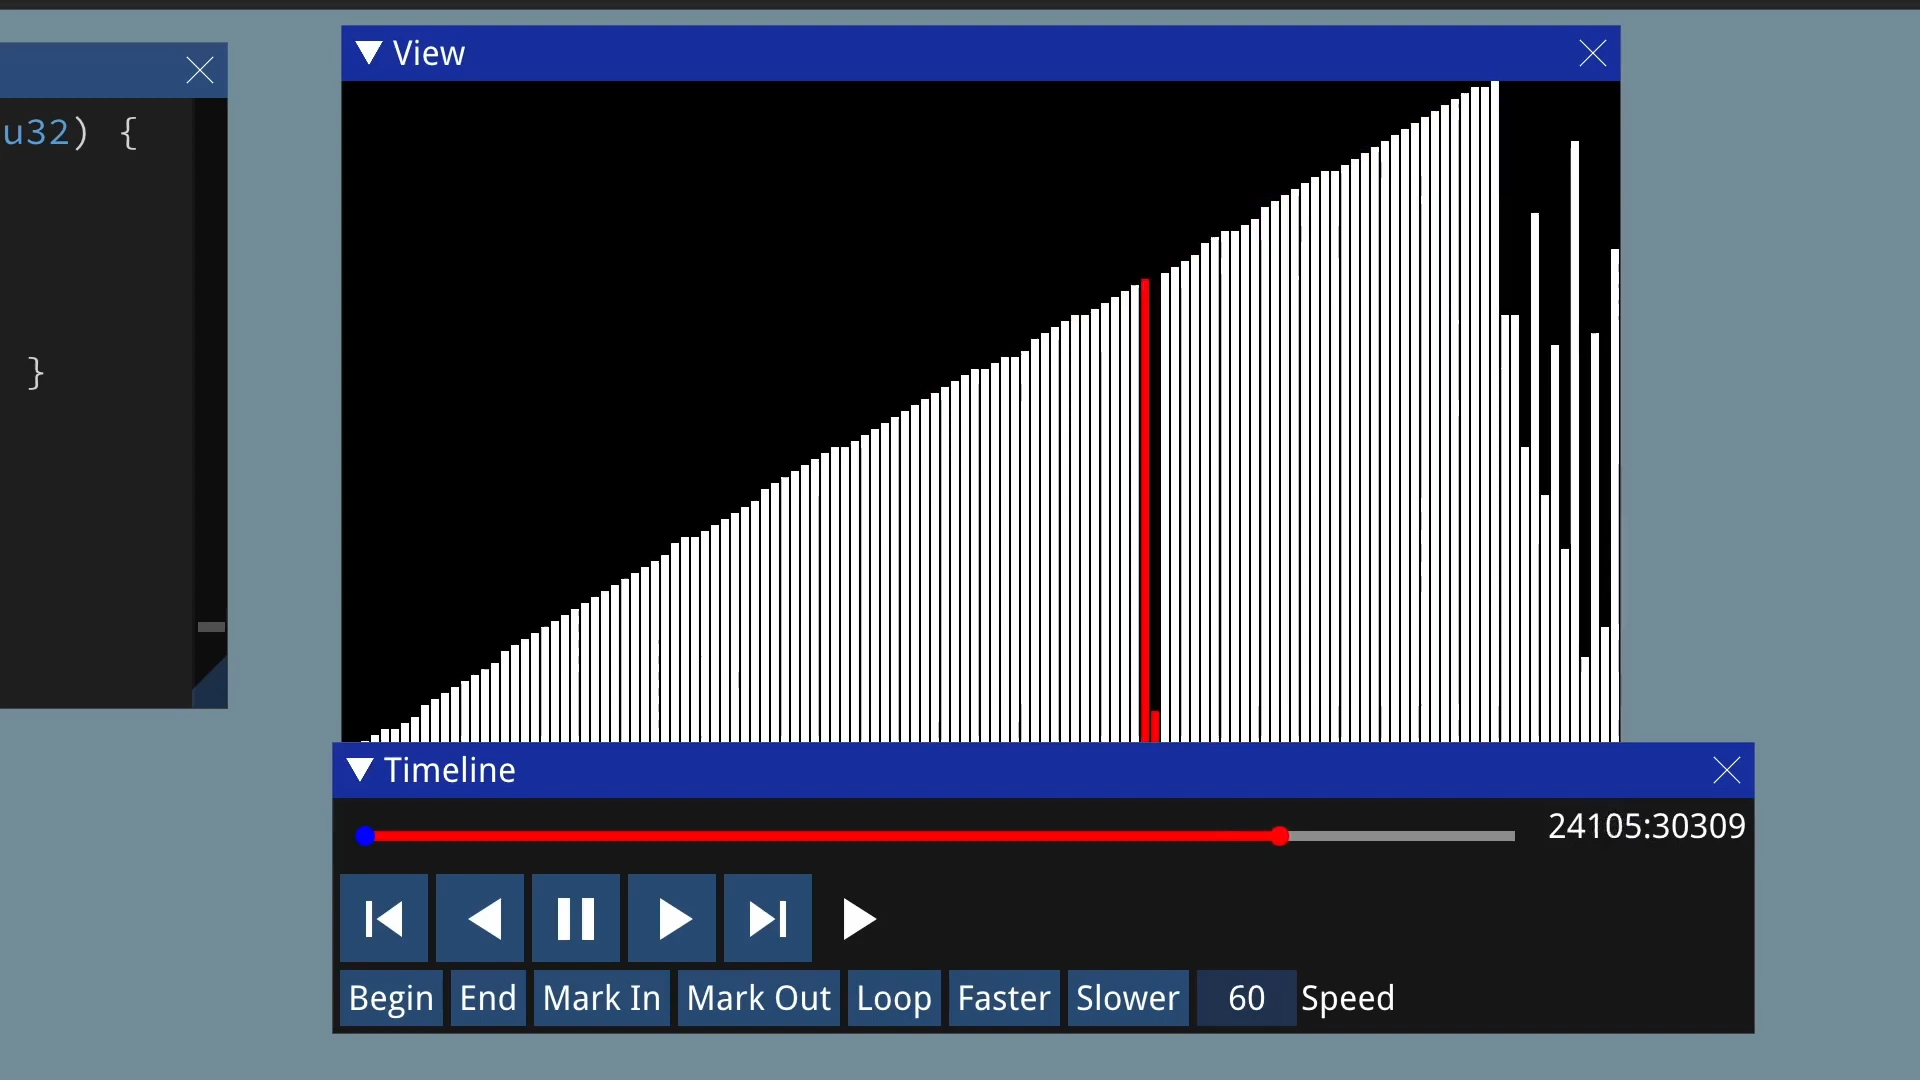 View
u32) {
}
Timeline
24105:30309
Begin End Mark In Mark Out Loop Faster Slower 60 Speed